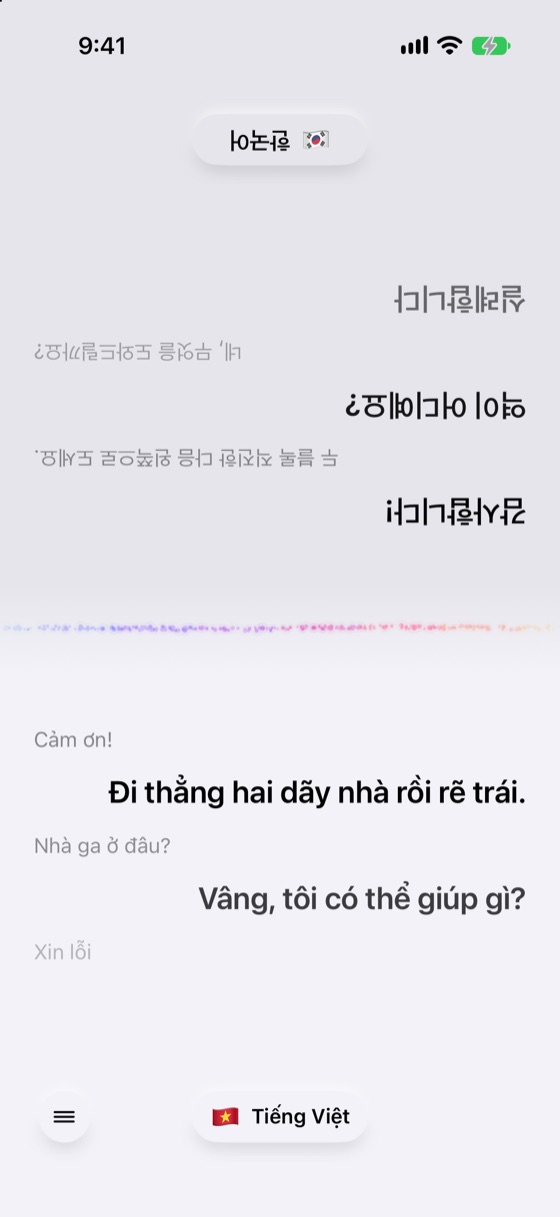 9:41
🇰🇷 한국어
실례합니다
네, 무엇을 도와드릴까요?
역이 어디예요?
두 블록 직진한 다음 왼쪽으로 도세요.
감사합니다!
Cảm ơn!
Đi thẳng hai dãy nhà rồi rẽ trái.
Nhà ga ở đâu?
Vâng, tôi có thể giúp gì?
Xin lỗi
🇻🇳 Tiếng Việt